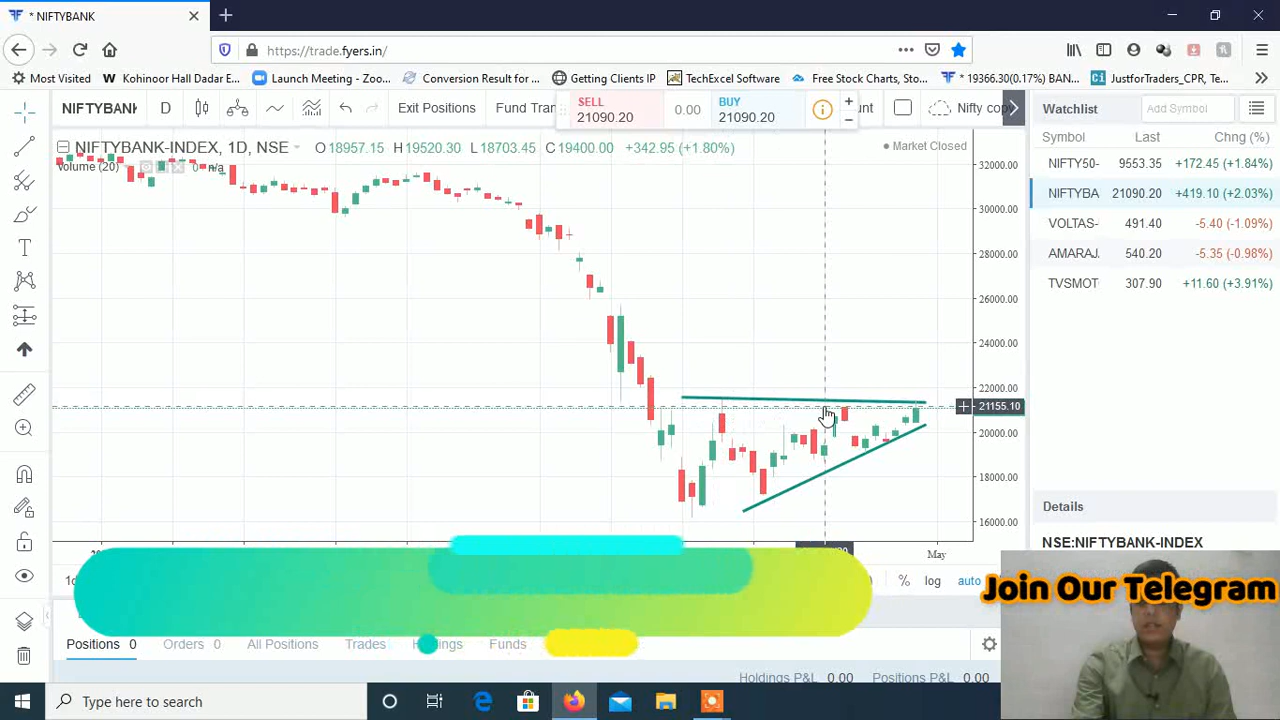 * NIFTYBANK
https://trade.fyers.in/
Most Visited
Kohinoor Hall Dadar E...
Launch Meeting - Zoo...
Conversion Result for ...
Getting Clients IP
TechExcel Software
Free Stock Charts, Sto...
* 19366.30(0.17%) BAN...
JustforTraders_CPR, Te...
NIFTYBANK
D
Exit Positions
Fund Tran
SELL
21090.20
0.00
BUY
21090.20
unt
Nifty cop
Watchlist
Add Symbol
NIFTYBANK-INDEX, 1D, NSE
O 18957.15 H 19520.30 L 18703.45 C 19400.00 +342.95 (+1.80%)
Market Closed
Volume (20)
0 n/a
Symbol Last Chng (%)
NIFTY50- 9553.35 +172.45 (+1.84%)
NIFTYBA 21090.20 +419.10 (+2.03%)
VOLTAS- 491.40 -5.40 (-1.09%)
AMARAJ. 540.20 -5.35 (-0.98%)
TVSMOT 307.90 +11.60 (+3.91%)
32000.00
30000.00
28000.00
26000.00
24000.00
22000.00
21155.10
20000.00
18000.00
16000.00
May
Details
NSE:NIFTYBANK-INDEX
% log auto
Join Our Telegram
Positions 0
Orders 0
All Positions
Trades
Funds
Holdings P&L 0.00
Positions P&L 0.00
Type here to search